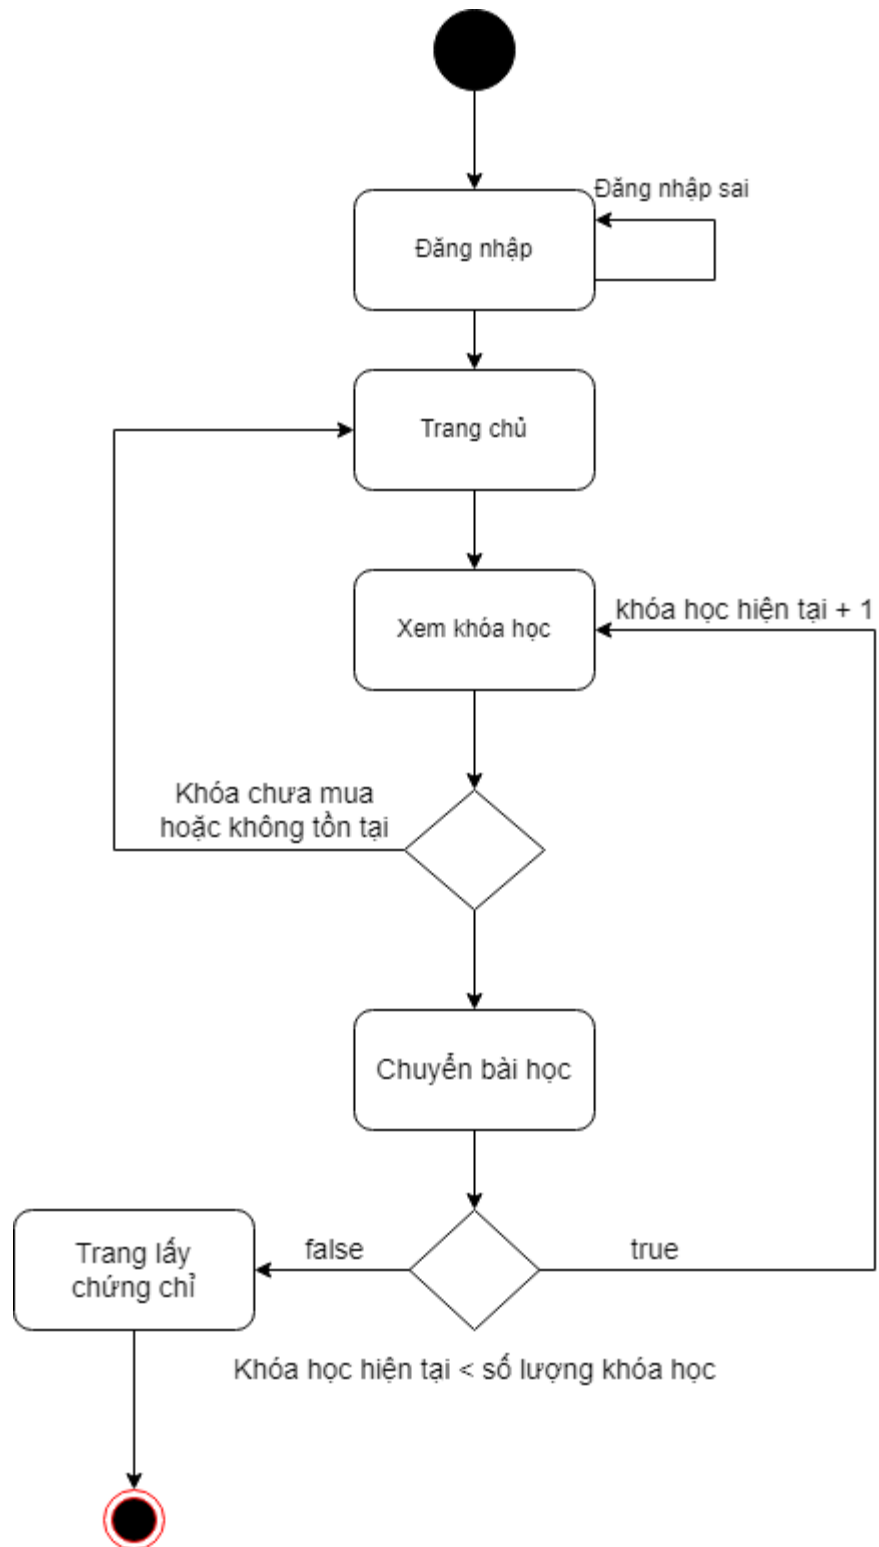 Đăng nhập sai
Đăng nhập
Trang chủ
khóa học hiện tại + 1
Xem khóa học
Khóa chưa mua
hoặc không tồn tại
Chuyển bài học
false
true
Trang lấy
chứng chỉ
Khóa học hiện tại < số lượng khóa học